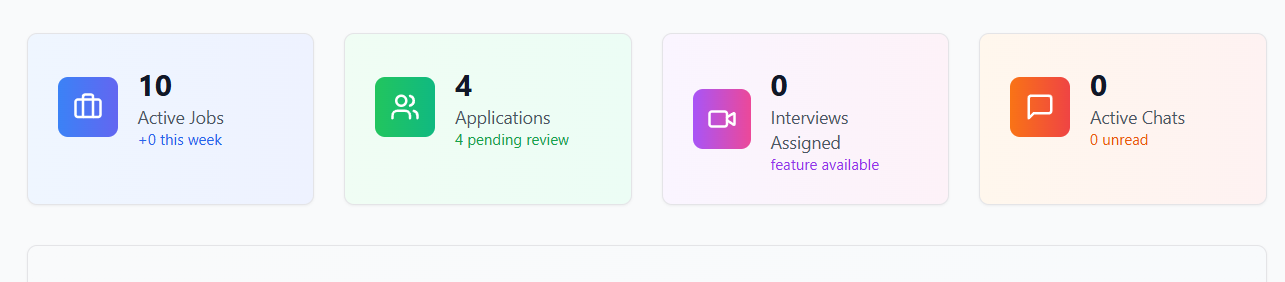 10
Active Jobs
+0 this week
4
Applications
4 pending review
0
Interviews
Assigned
feature available
0
Active Chats
0 unread